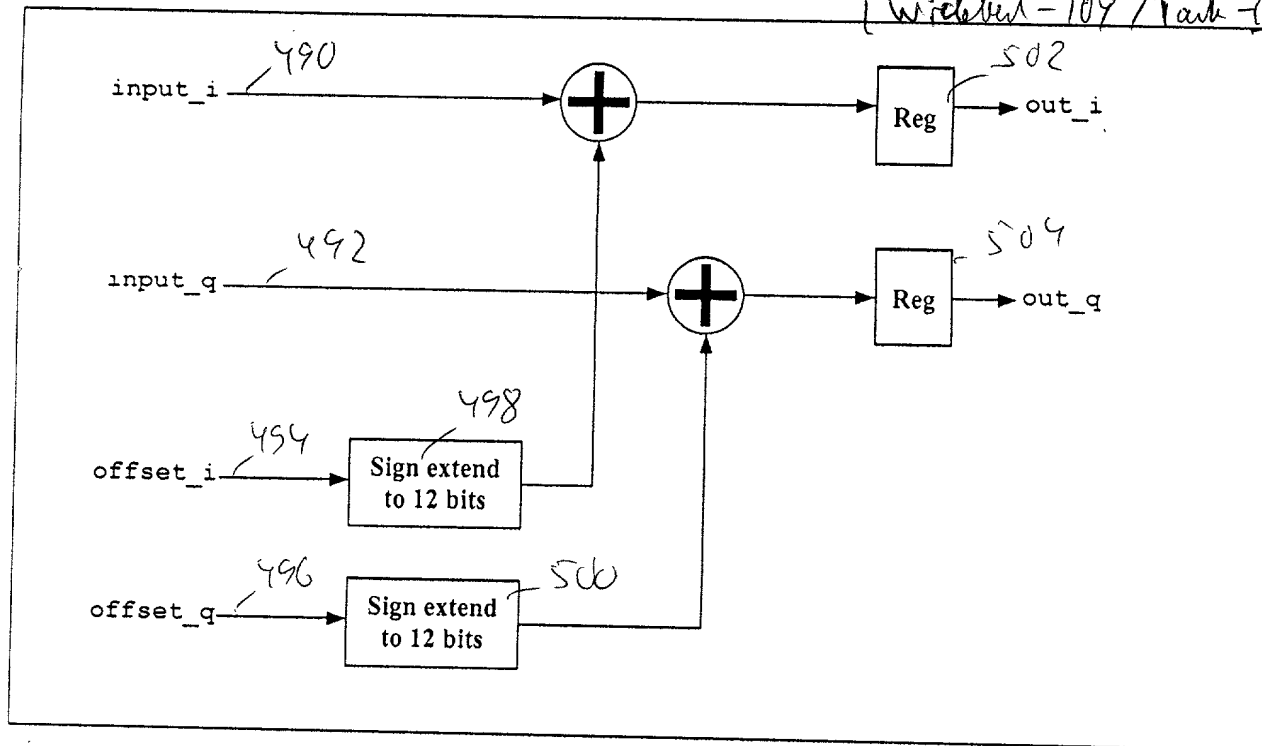 490
502
input_i
Reg
out_i
492
504
input_q
Reg
out_q
498
494
offset_i
Sign extend
to 12 bits
496
500
offset_q
Sign extend
to 12 bits